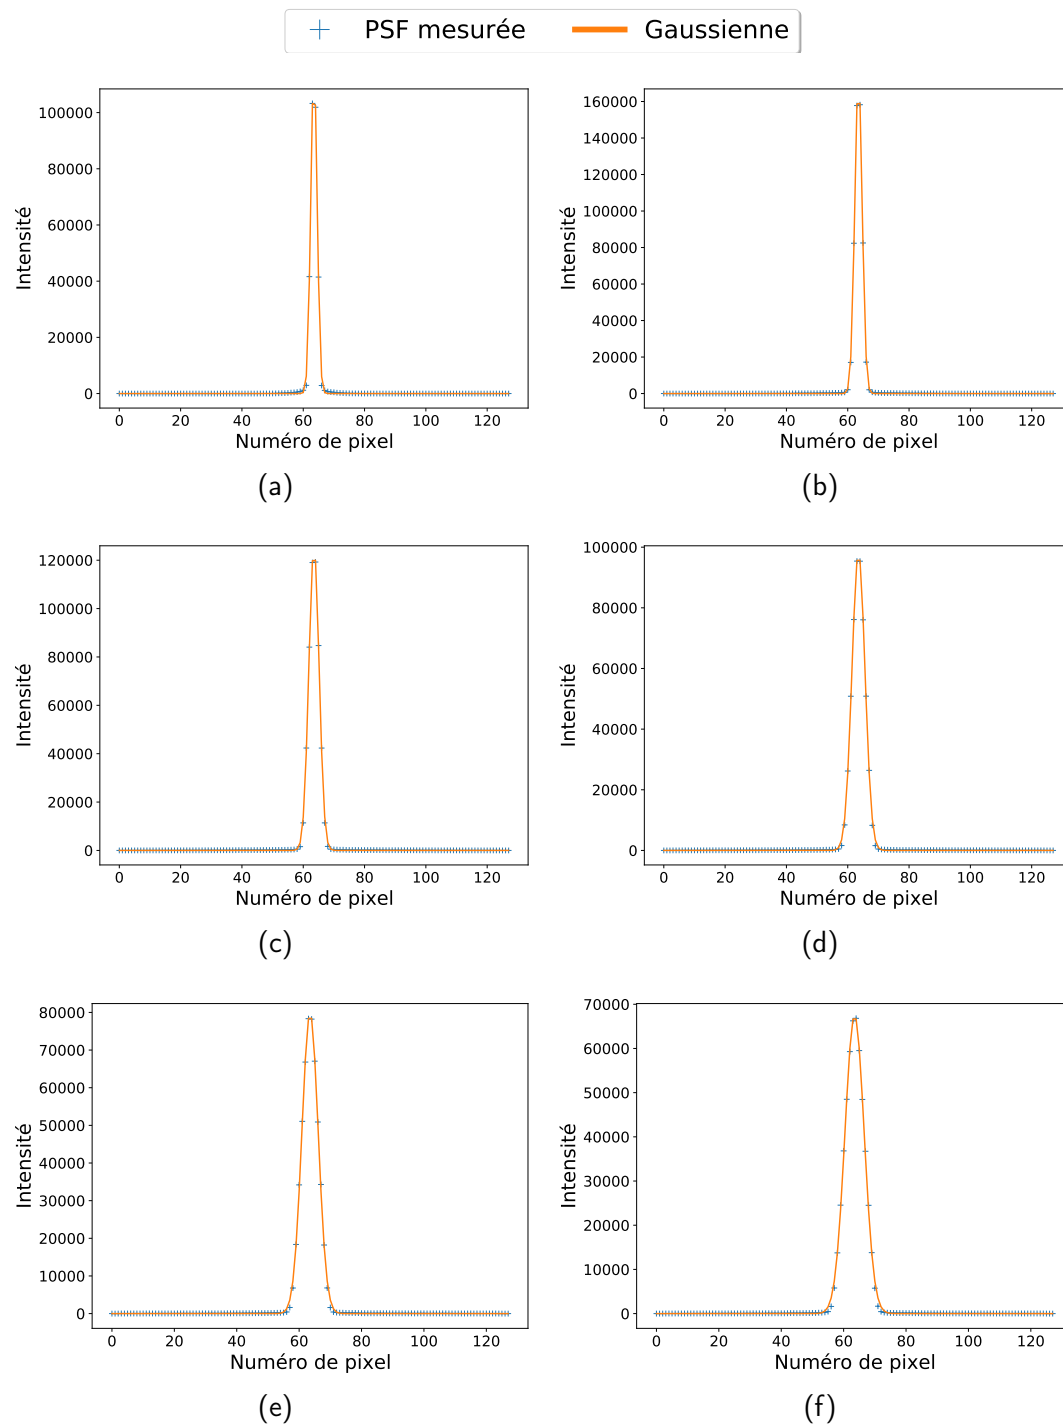 PSF mesurée Gaussienne
100000 80000 60000 40000 20000 0
Intensité
0 20 40 60 80 100 120
Numéro de pixel
(a)
160000 140000 120000 100000 80000 60000 40000 20000 0
Intensité
0 20 40 60 80 100 120
Numéro de pixel
(b)
120000 100000 80000 60000 40000 20000 0
Intensité
0 20 40 60 80 100 120
Numéro de pixel
(c)
100000 80000 60000 40000 20000 0
Intensité
0 20 40 60 80 100 120
Numéro de pixel
(d)
80000 70000 60000 50000 40000 30000 20000 10000 0
Intensité
0 20 40 60 80 100 120
Numéro de pixel
(e)
70000 60000 50000 40000 30000 20000 10000 0
Intensité
0 20 40 60 80 100 120
Numéro de pixel
(f)